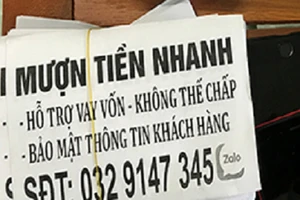 MƯỢN TIỀN NHANH
- HỖ TRỢ VAY VỐN - KHÔNG THẾ CHẤP
- BẢO MẬT THÔNG TIN KHÁCH HÀNG
SĐT: 032 9147 345 Zalo